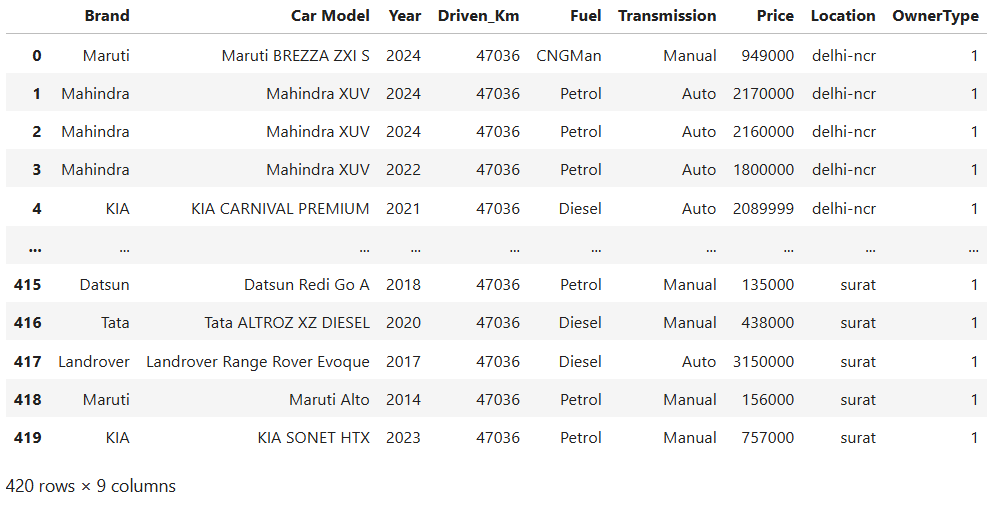 Brand Car Model Year Driven_Km Fuel Transmission Price Location OwnerType
0 Maruti Maruti BREZZA ZXI S 2024 47036 CNGMan Manual 949000 delhi-ncr 1
1 Mahindra Mahindra XUV 2024 47036 Petrol Auto 2170000 delhi-ncr 1
2 Mahindra Mahindra XUV 2024 47036 Petrol Auto 2160000 delhi-ncr 1
3 Mahindra Mahindra XUV 2022 47036 Petrol Auto 1800000 delhi-ncr 1
4 KIA KIA CARNIVAL PREMIUM 2021 47036 Diesel Auto 2089999 delhi-ncr 1
... ... ... ... ... ... ... ... ... ...
415 Datsun Datsun Redi Go A 2018 47036 Petrol Manual 135000 surat 1
416 Tata Tata ALTROZ XZ DIESEL 2020 47036 Diesel Manual 438000 surat 1
417 Landrover Landrover Range Rover Evoque 2017 47036 Diesel Auto 3150000 surat 1
418 Maruti Maruti Alto 2014 47036 Petrol Manual 156000 surat 1
419 KIA KIA SONET HTX 2023 47036 Petrol Manual 757000 surat 1
420 rows × 9 columns